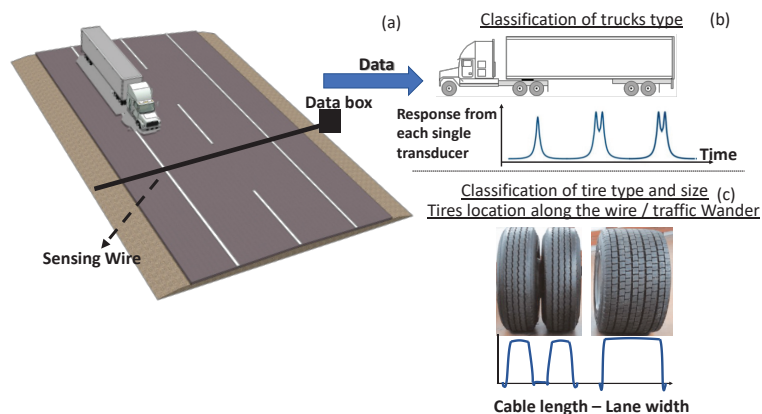 (a)
Data
Data box
Sensing Wire
Classification of trucks type
(b)
Response from
each single
transducer
Time
Classification of tire type and size
(c)
Tires location along the wire / traffic Wander
Cable length – Lane width